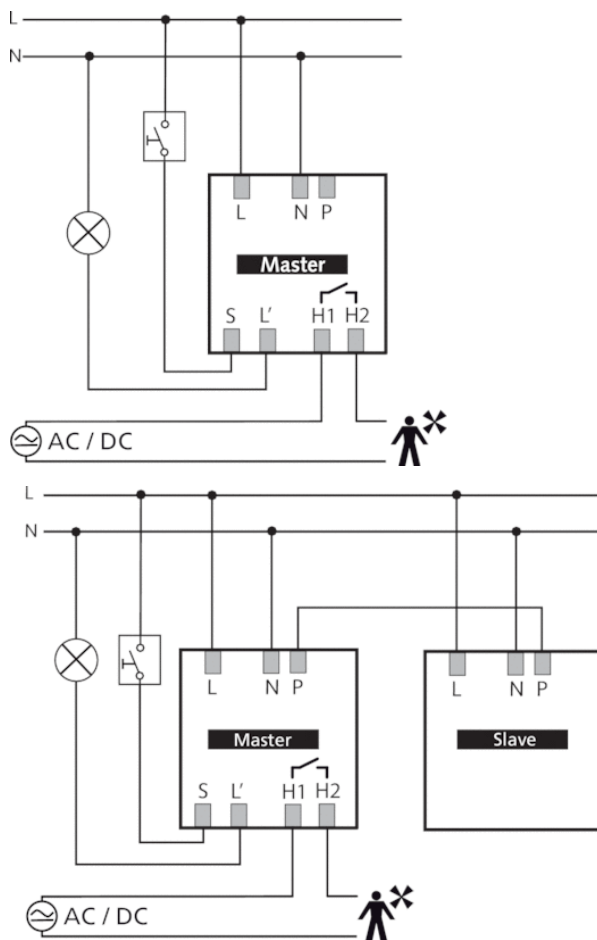 L
N
L N P
Master
S L' H1 H2
AC / DC
L
N
L N P L N P
Master Slave
S L' H1 H2
AC / DC